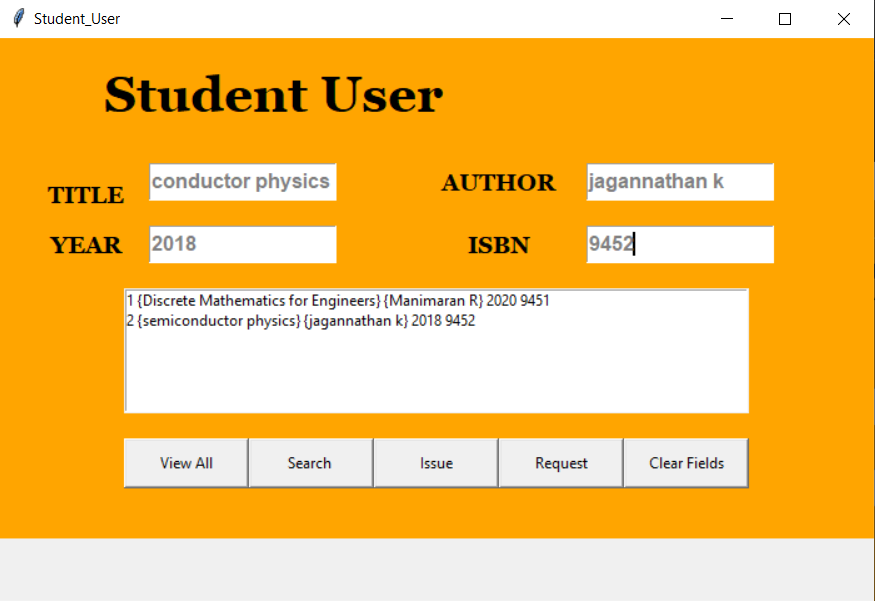 Student_User
Student User
TITLE conductor physics AUTHOR jagannathan k
YEAR 2018 ISBN 9452
1 {Discrete Mathematics for Engineers} {Manimaran R} 2020 9451
2 {semiconductor physics} {jagannathan k} 2018 9452
View All Search Issue Request Clear Fields